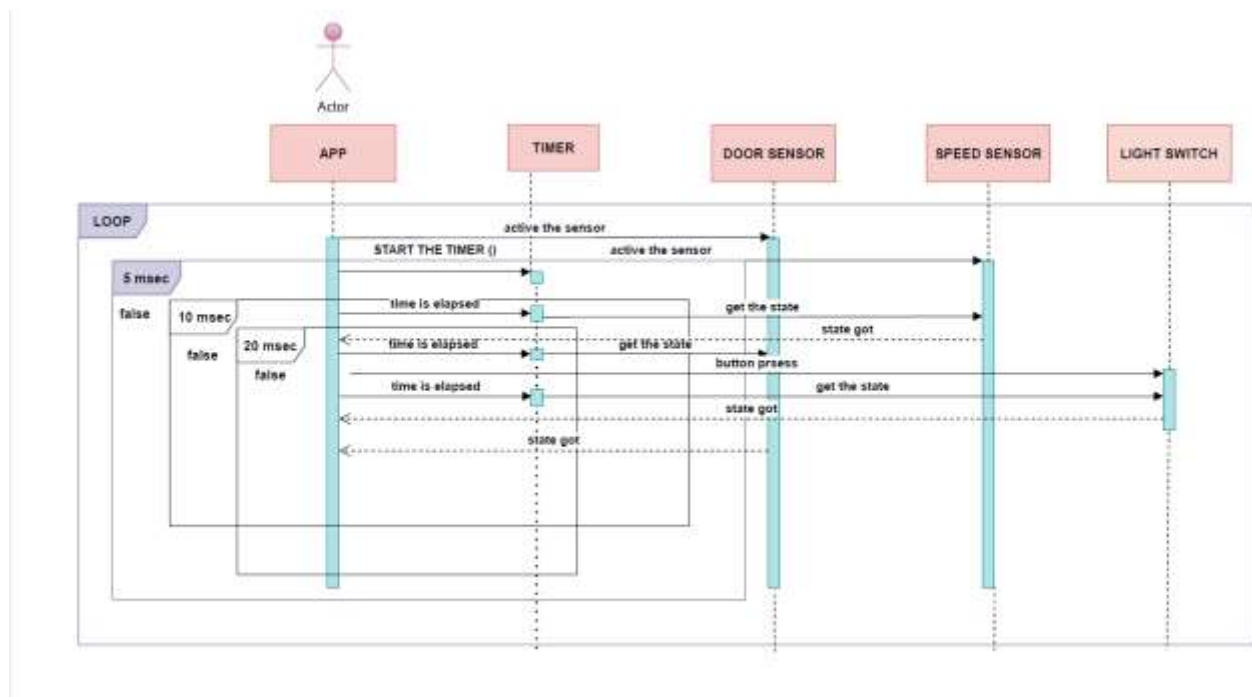 Actor
APP
TIMER
DOOR SENSOR
SPEED SENSOR
LIGHT SWITCH
LOOP
active the sensor
START THE TIMER ()
active the sensor
5 msec
false
10 msec
time is elapsed
get the state
state got
false
20 msec
time is elapsed
get the state
button prsess
false
time is elapsed
get the state
state got
state got